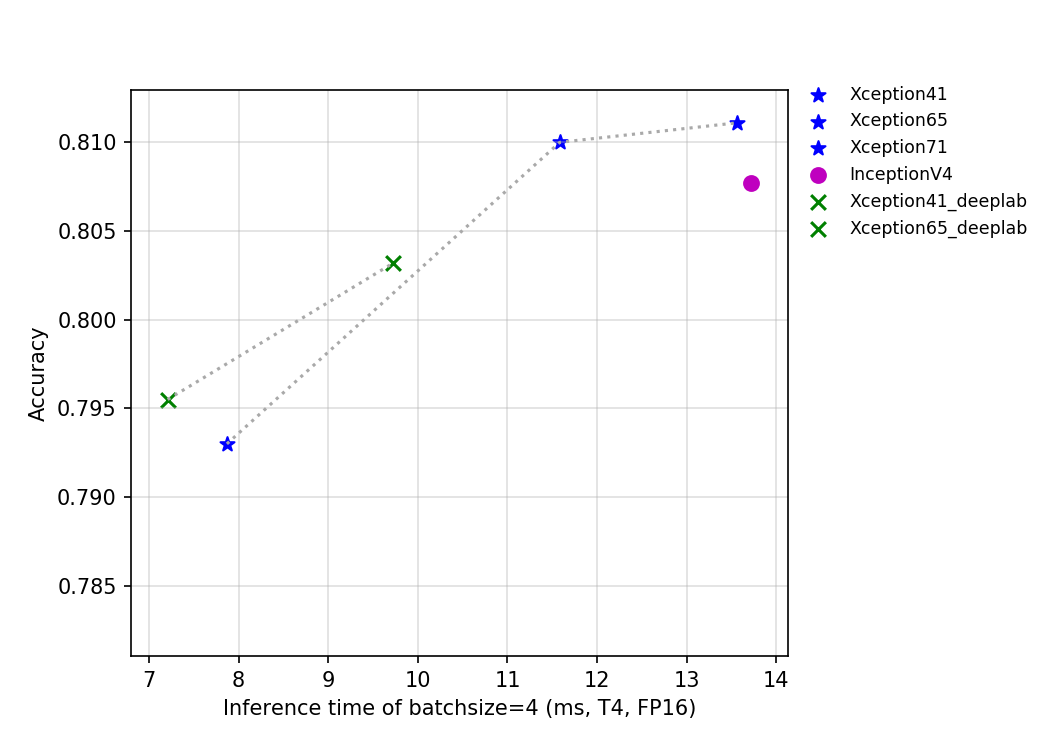 Xception41
Xception65
Xception71
InceptionV4
Xception41_deeplab
Xception65_deeplab
0.810
0.805
0.800
0.795
0.790
0.785
Accuracy
7 8 9 10 11 12 13 14
Inference time of batchsize=4 (ms, T4, FP16)